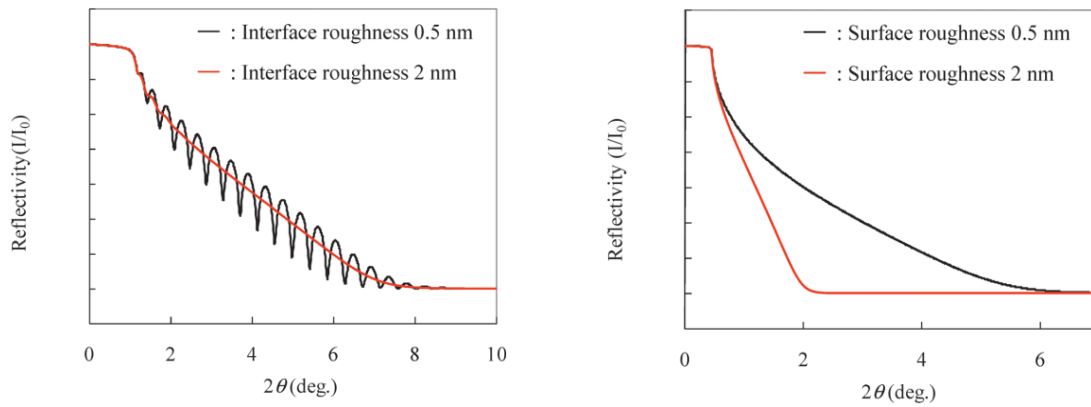 — : Interface roughness 0.5 nm
— : Interface roughness 2 nm
Reflectivity(I/I₀)
0 2 4 6 8 10
2θ (deg.)
— : Surface roughness 0.5 nm
— : Surface roughness 2 nm
Reflectivity (I/I₀)
0 2 4 6
2θ (deg.)